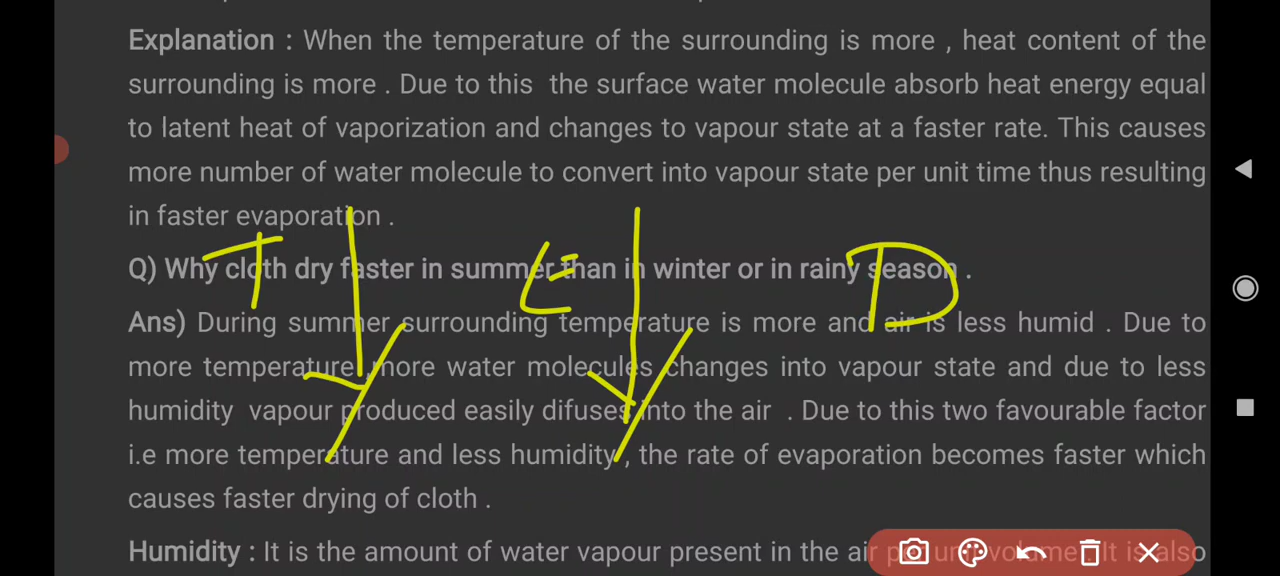 Explanation : When the temperature of the surrounding is more , heat content of the
surrounding is more . Due to this the surface water molecule absorb heat energy equal
to latent heat of vaporization and changes to vapour state at a faster rate. This causes
more number of water molecule to convert into vapour state per unit time thus resulting
in faster evaporation .
T E D
Q) Why cloth dry faster in summer than in winter or in rainy season .
Ans) During summer surrounding temperature is more and air is less humid . Due to
more temperature ,more water molecules changes into vapour state and due to less
humidity vapour produced easily difuses into the air . Due to this two favourable factor
i.e more temperature and less humidity , the rate of evaporation becomes faster which
causes faster drying of cloth .
Humidity : It is the amount of water vapour present in the air per unit volume. It is also